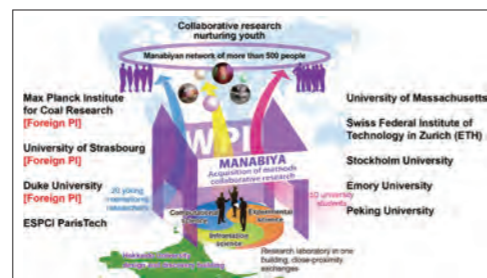 Collaborative research
nurturing youth
Manabiyan network of more than 500 people
Max Planck Institute
for Coal Research
[Foreign PI]
University of Strasbourg
[Foreign PI]
Duke University
[Foreign PI]
ESPCI ParisTech
University of Massachusetts
Swiss Federal Institute of
Technology in Zurich (ETH)
Stockholm University
Emory University
Peking University
WPI
MANABIYA
Acquisition of methods
collaborative research
20 young
international
researchers
10 university
students
Computational
science
Experimental
science
Information
science
Hokkaido University
Research laboratory in one
building, close-proximity
exchanges